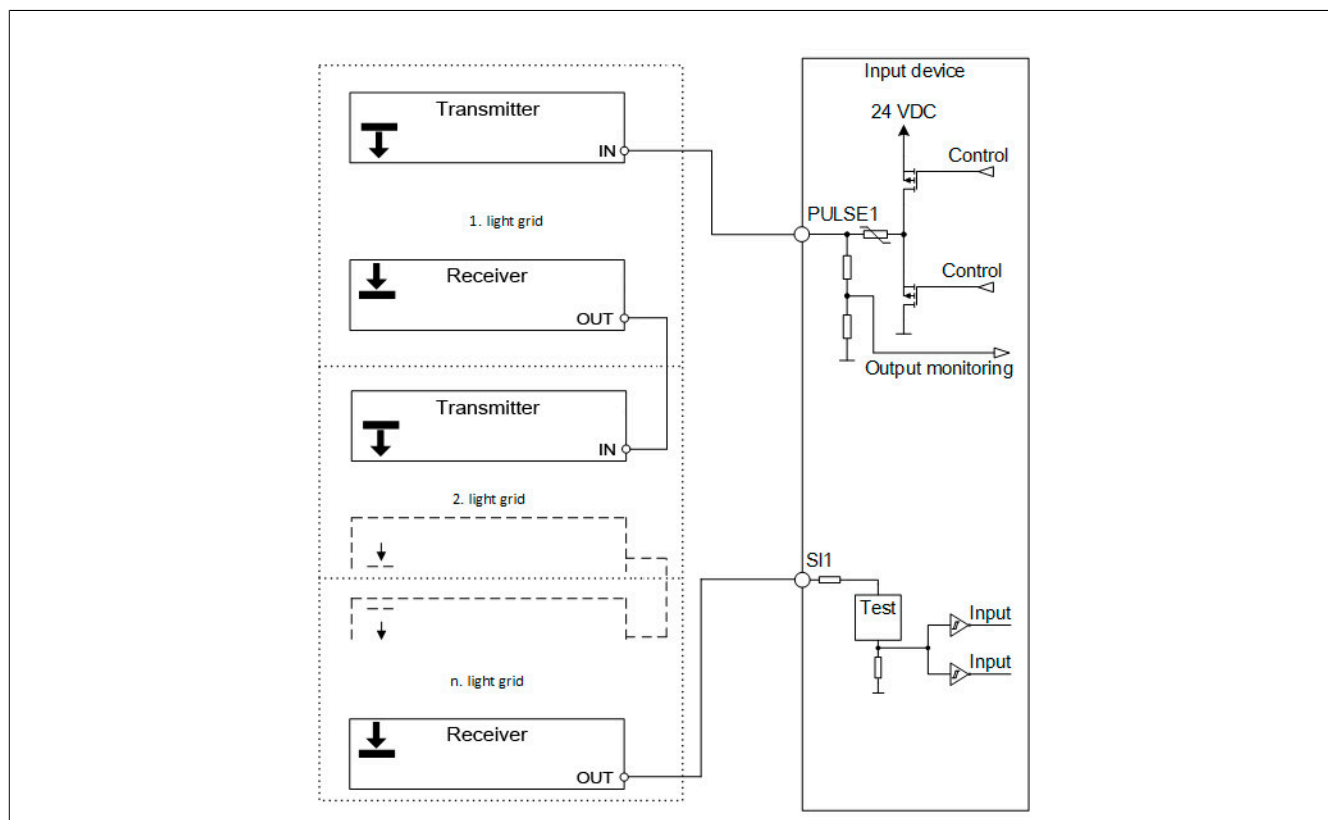 Transmitter
IN
1. light grid
Receiver
OUT
Transmitter
IN
2. light grid
n. light grid
Receiver
OUT
Input device
24 VDC
Control
PULSE1
Control
Output monitoring
SI1
Test
Input
Input